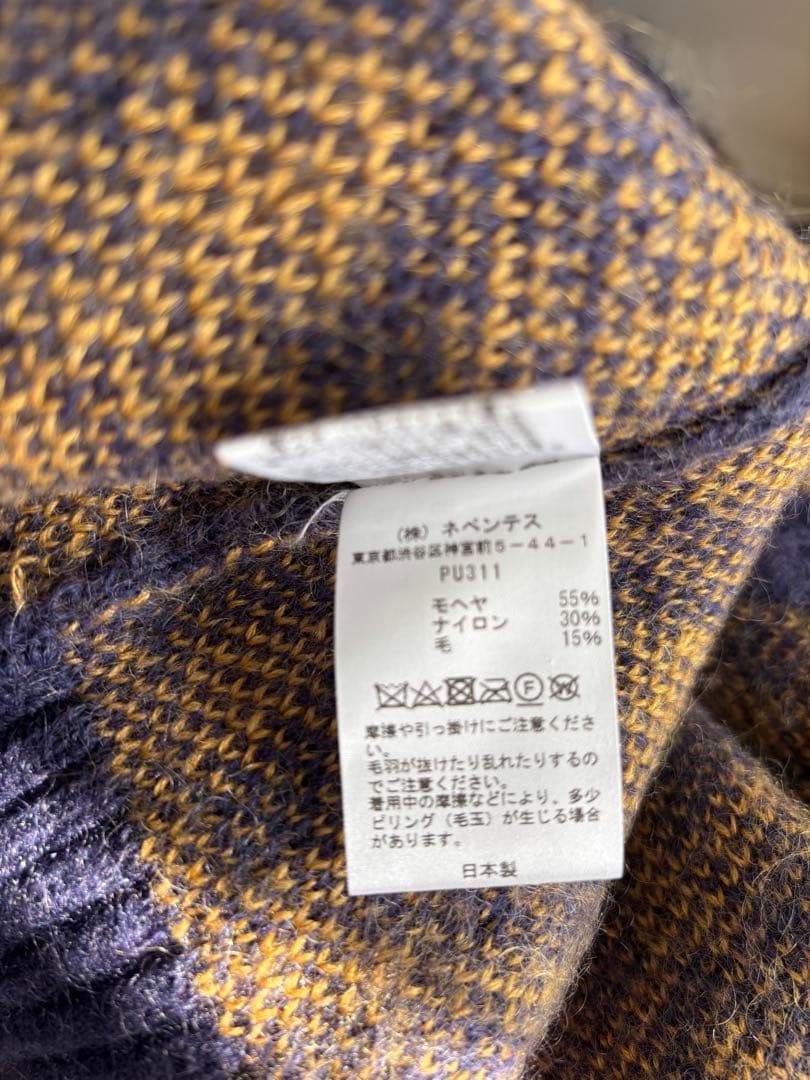 (株) ネペンテス
東京都渋谷区神宮前5-44-1
PU311
モヘヤ 55%
ナイロン 30%
毛 15%
F W
摩擦や引っ掛けにご注意くださ
い。
毛羽が抜けたり乱れたりするの
でご注意ください。
着用中の摩擦などにより、多少
ピリング(毛玉)が生じる場合
があります。
日本製